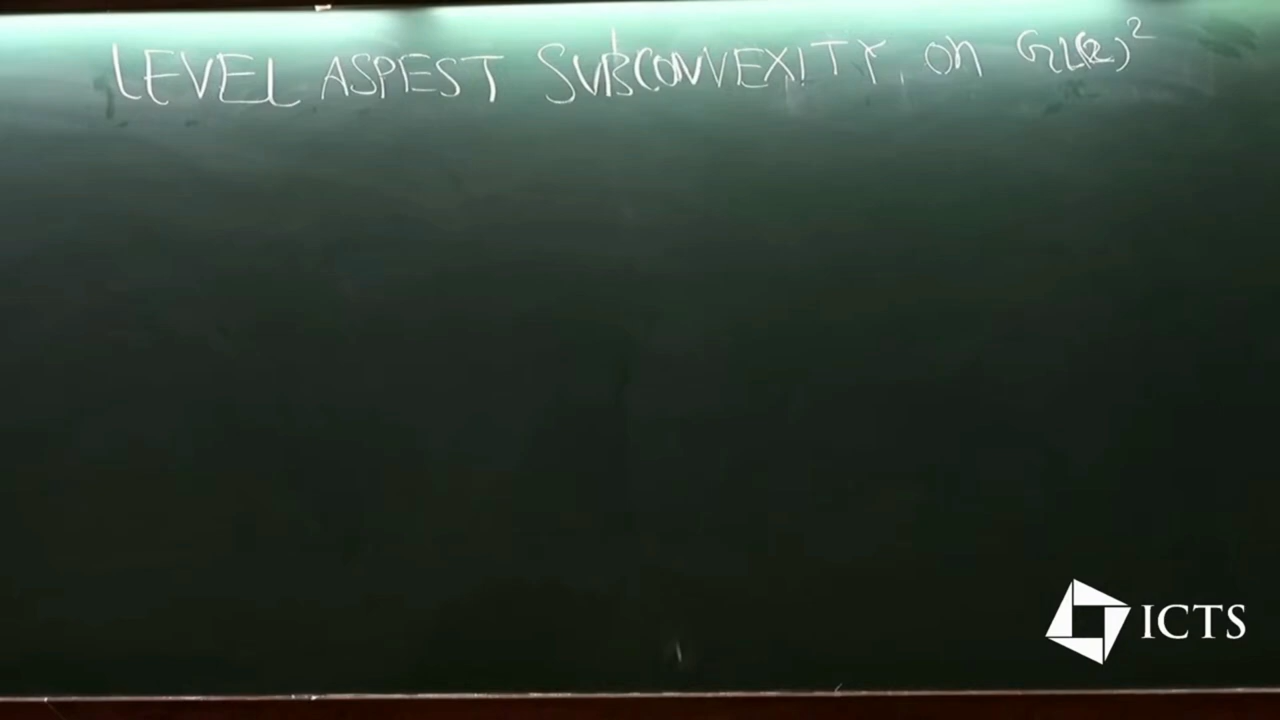 LEVEL ASPEST SUBCONVEXITY, on GL(2)²
ICTS